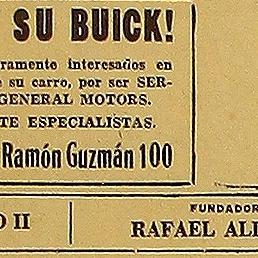 SU BUICK!
ramente interesados en
su carro, por ser SER-
GENERAL MOTORS.
TE ESPECIALISTAS.
Ramón Guzmán 100
O II
FUNDADOR
RAFAEL AL